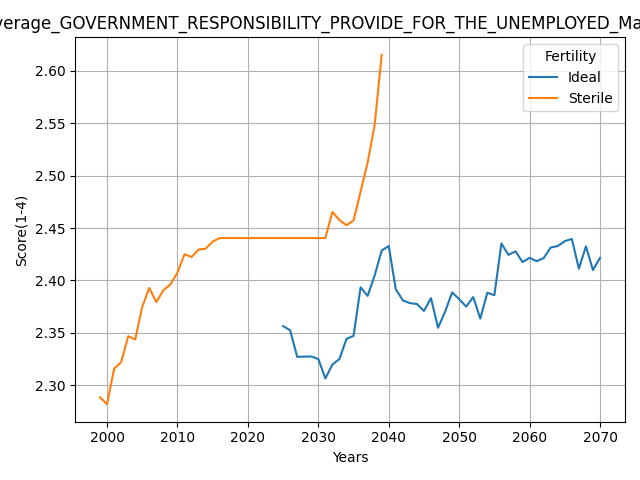 verage_GOVERNMENT_RESPONSIBILITY_PROVIDE_FOR_THE_UNEMPLOYED_Ma
Fertility
Ideal
Sterile
Score(1-4)
2.60
2.55
2.50
2.45
2.40
2.35
2.30
2000 2010 2020 2030 2040 2050 2060 2070
Years